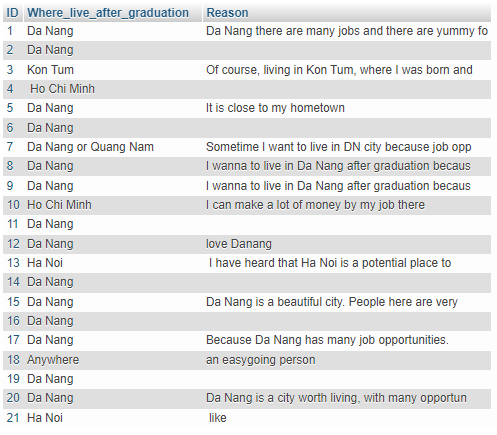 ID Where_live_after_graduation Reason
1 Da Nang Da Nang there are many jobs and there are yummy fo
2 Da Nang
3 Kon Tum Of course, living in Kon Tum, where I was born and
4 Ho Chi Minh
5 Da Nang It is close to my hometown
6 Da Nang
7 Da Nang or Quang Nam Sometime I want to live in DN city because job opp
8 Da Nang I wanna to live in Da Nang after graduation becaus
9 Da Nang I wanna to live in Da Nang after graduation becaus
10 Ho Chi Minh I can make a lot of money by my job there
11 Da Nang
12 Da Nang love Danang
13 Ha Noi I have heard that Ha Noi is a potential place to
14 Da Nang
15 Da Nang Da Nang is a beautiful city. People here are very
16 Da Nang
17 Da Nang Because Da Nang has many job opportunities.
18 Anywhere an easygoing person
19 Da Nang
20 Da Nang Da Nang is a city worth living, with many opportun
21 Ha Noi like